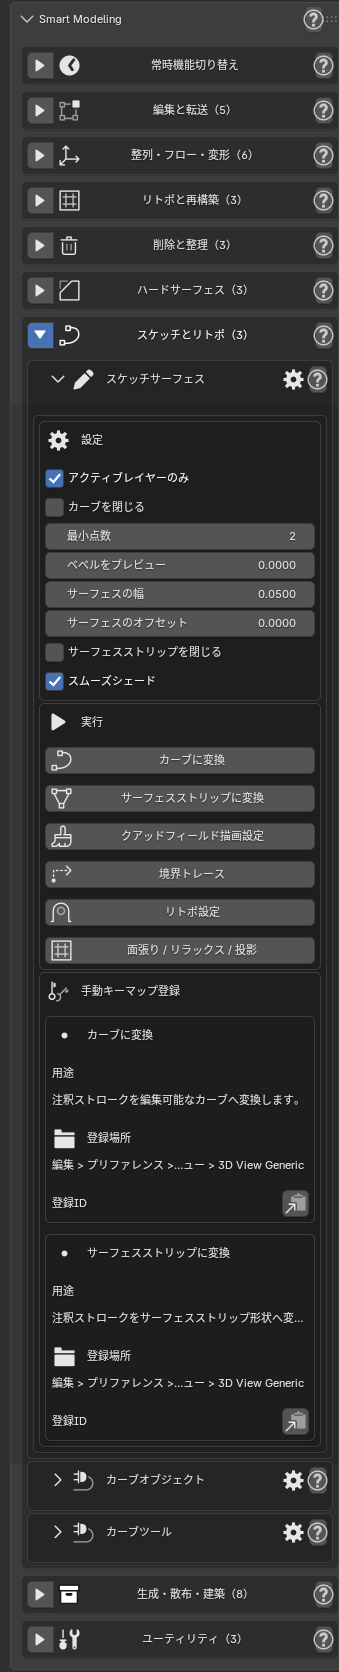 Smart Modeling
常時機能切り替え
編集と転送（5）
整列・フロー・変形（6）
リトポと再構築（3）
削除と整理（3）
ハードサーフェス（3）
スケッチとリトポ（3）
スケッチサーフェス
設定
アクティブレイヤーのみ
カーブを閉じる
最小点数 2
ベベルをプレビュー 0.0000
サーフェスの幅 0.0500
サーフェスのオフセット 0.0000
サーフェスストリップを閉じる
スムーズシェード
実行
カーブに変換
サーフェスストリップに変換
クアッドフィールド描画設定
境界トレース
リトポ設定
面張り / リラックス / 投影
手動キーマップ登録
カーブに変換
用途
注釈ストロークを編集可能なカーブへ変換します。
登録場所
編集 > プリファレンス >...ュー > 3D View Generic
登録ID
サーフェスストリップに変換
用途
注釈ストロークをサーフェスストリップ形状へ変...
登録場所
編集 > プリファレンス >...ュー > 3D View Generic
登録ID
カーブオブジェクト
カーブツール
生成・散布・建築（8）
ユーティリティ（3）